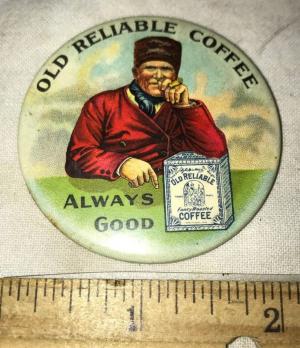 OLD RELIABLE COFFEE
ALWAYS
GOOD
OLD RELIABLE
COFFEE
1
2